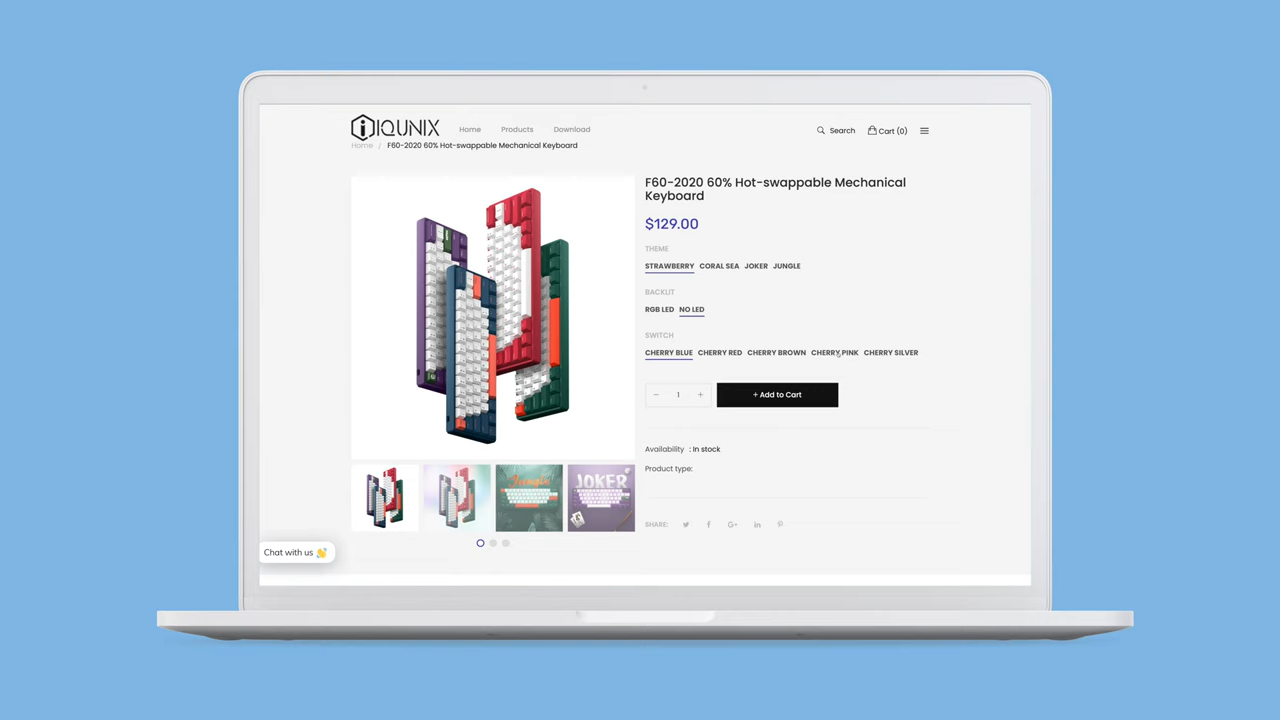 IQUNIX
Home Products Download
Search
Cart (0)
Home / F60-2020 60% Hot-swappable Mechanical Keyboard
F60-2020 60% Hot-swappable Mechanical
Keyboard
$129.00
THEME
STRAWBERRY CORAL SEA JOKER JUNGLE
BACKLIT
RGB LED NO LED
SWITCH
CHERRY BLUE CHERRY RED CHERRY BROWN CHERRY PINK CHERRY SILVER
− 1 +
+ Add to Cart
Availability : In stock
Product type:
Jungle
JOKER
SHARE:
Chat with us 👋